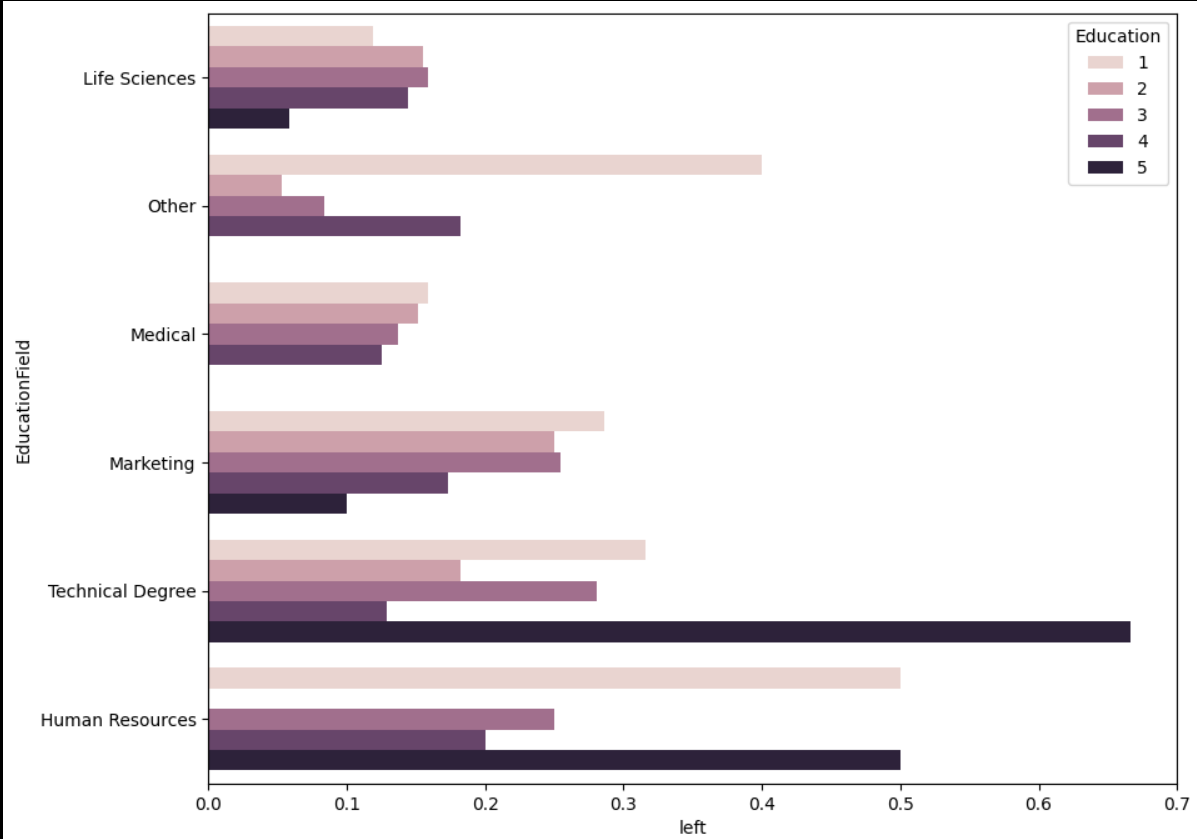 Education
1
2
3
4
5
EducationField
Life Sciences
Other
Medical
Marketing
Technical Degree
Human Resources
0.0 0.1 0.2 0.3 0.4 0.5 0.6 0.7
left